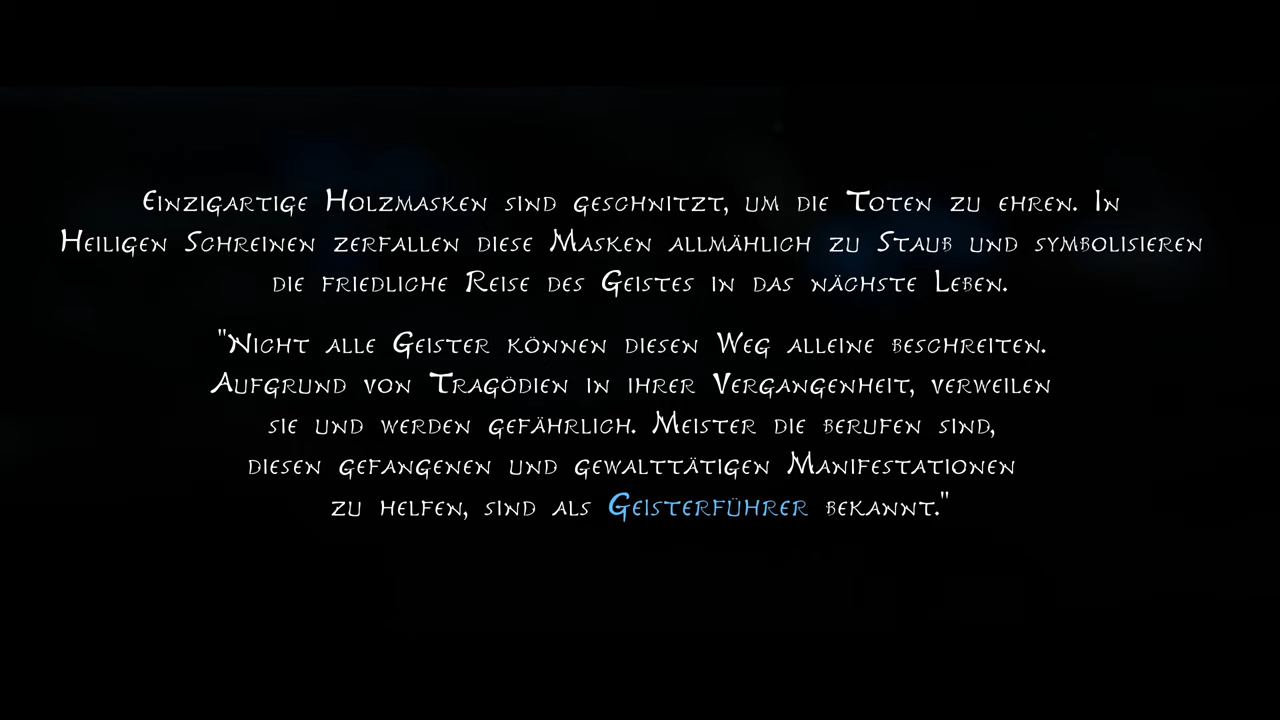 Einzigartige Holzmasken sind geschnitzt, um die Toten zu ehren. In
Heiligen Schreinen zerfallen diese Masken allmählich zu Staub und symbolisieren
die friedliche Reise des Geistes in das nächste Leben.
"Nicht alle Geister können diesen Weg alleine beschreiten.
Aufgrund von Tragödien in ihrer Vergangenheit, verweilen
sie und werden gefährlich. Meister die berufen sind,
diesen gefangenen und gewalttätigen Manifestationen
zu helfen, sind als Geisterführer bekannt."